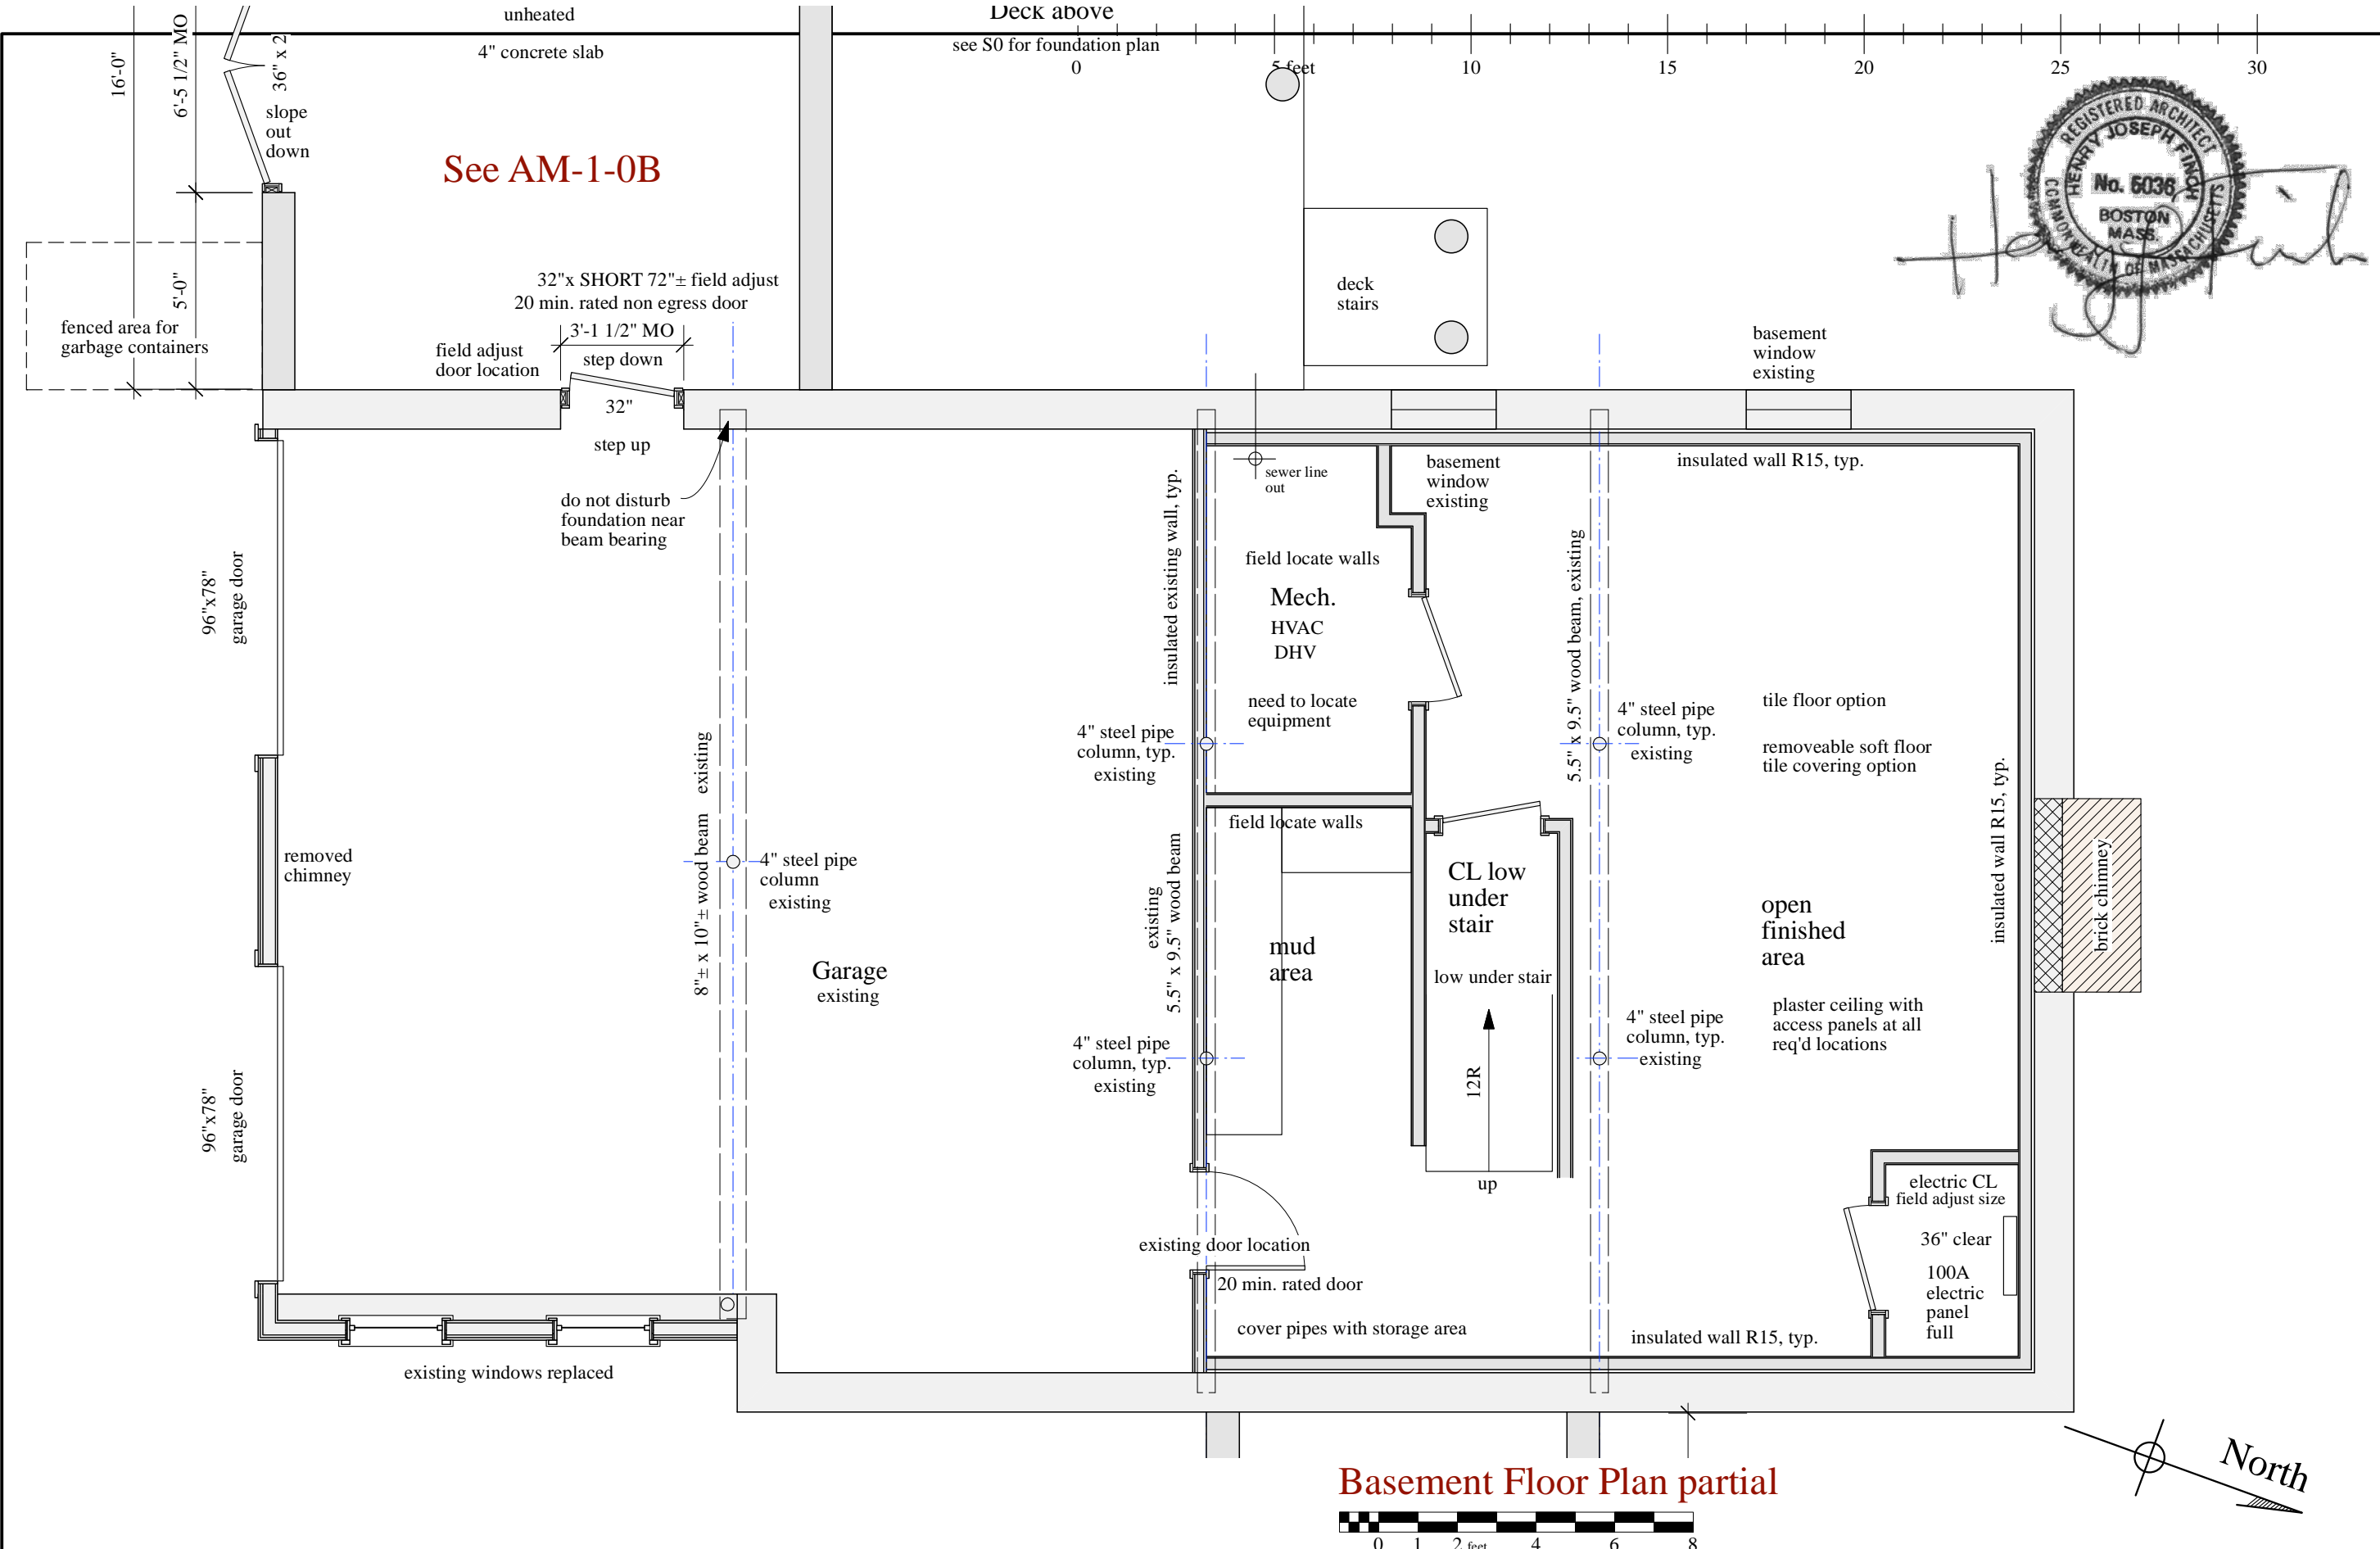 unheated
4" concrete slab
Deck above
see S0 for foundation plan
0
5 feet
10
15
20
25
30
16'-0"
6'-5 1/2" MO
36" x 2
slope
out
down
See AM-1-0B
REGISTERED ARCHITECT
HENRY JOSEPH FINCH
No. 5036
BOSTON
MASS.
COMMONWEALTH OF MASSACHUSETTS
5'-0"
fenced area for
garbage containers
32"x SHORT 72"± field adjust
20 min. rated non egress door
3'-1 1/2" MO
step down
field adjust
door location
32"
step up
deck
stairs
basement
window
existing
do not disturb
foundation near
beam bearing
sewer line
out
basement
window
existing
insulated wall R15, typ.
insulated existing wall, typ.
field locate walls
Mech.
HVAC
DHV
need to locate
equipment
5.5" x 9.5" wood beam, existing
96"x78"
garage door
4" steel pipe
column, typ.
existing
4" steel pipe
column, typ.
existing
tile floor option
removeable soft floor
tile covering option
insulated wall R15, typ.
removed
chimney
8"± x 10"± wood beam existing
4" steel pipe
column
existing
Garage
existing
existing
5.5" x 9.5" wood beam
field locate walls
mud
area
CL low
under
stair
low under stair
12R
up
open
finished
area
brick chimney
plaster ceiling with
access panels at all
req'd locations
4" steel pipe
column, typ.
existing
4" steel pipe
column, typ.
existing
96"x78"
garage door
electric CL
field adjust size
36" clear
100A
electric
panel
full
existing door location
20 min. rated door
cover pipes with storage area
insulated wall R15, typ.
existing windows replaced
North
Basement Floor Plan partial
0
1
2 feet
4
6
8